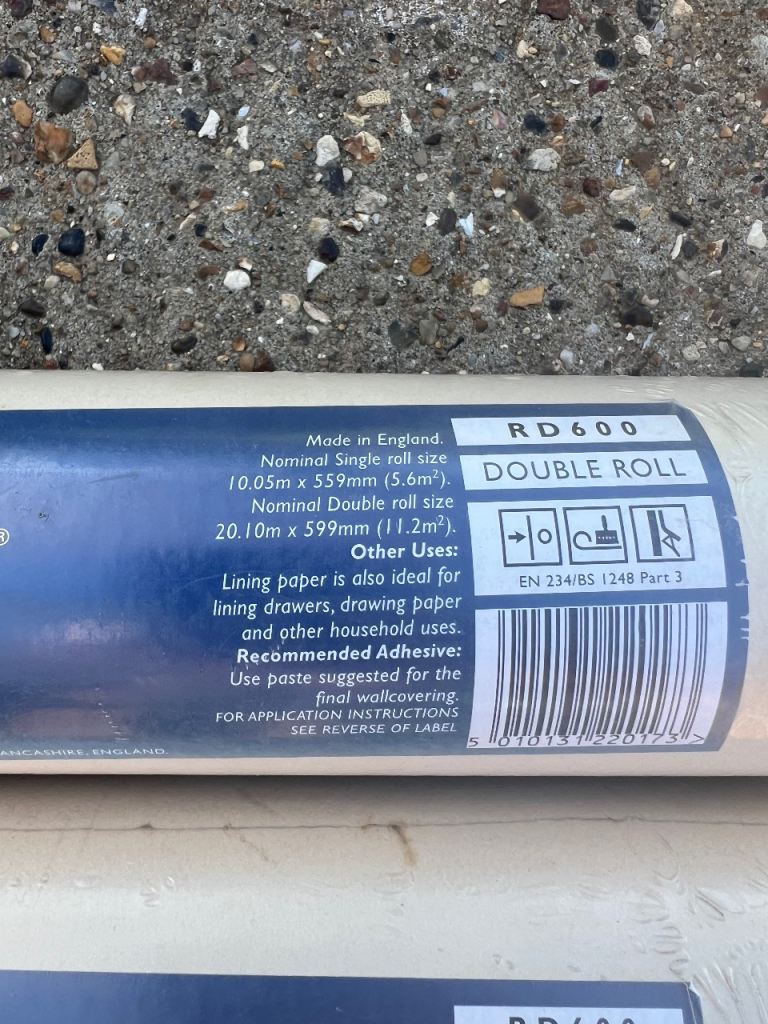 Made in England.
Nominal Single roll size
10.05m x 559mm (5.6m²).
Nominal Double roll size
20.10m x 599mm (11.2m²).
Other Uses:
Lining paper is also ideal for
lining drawers, drawing paper
and other household uses.
Recommended Adhesive:
Use paste suggested for the
final wallcovering.
FOR APPLICATION INSTRUCTIONS
SEE REVERSE OF LABEL
ANCASHIRE, ENGLAND.
®
RD600
DOUBLE ROLL
EN 234/BS 1248 Part 3
5 010131 220173 >
RD600